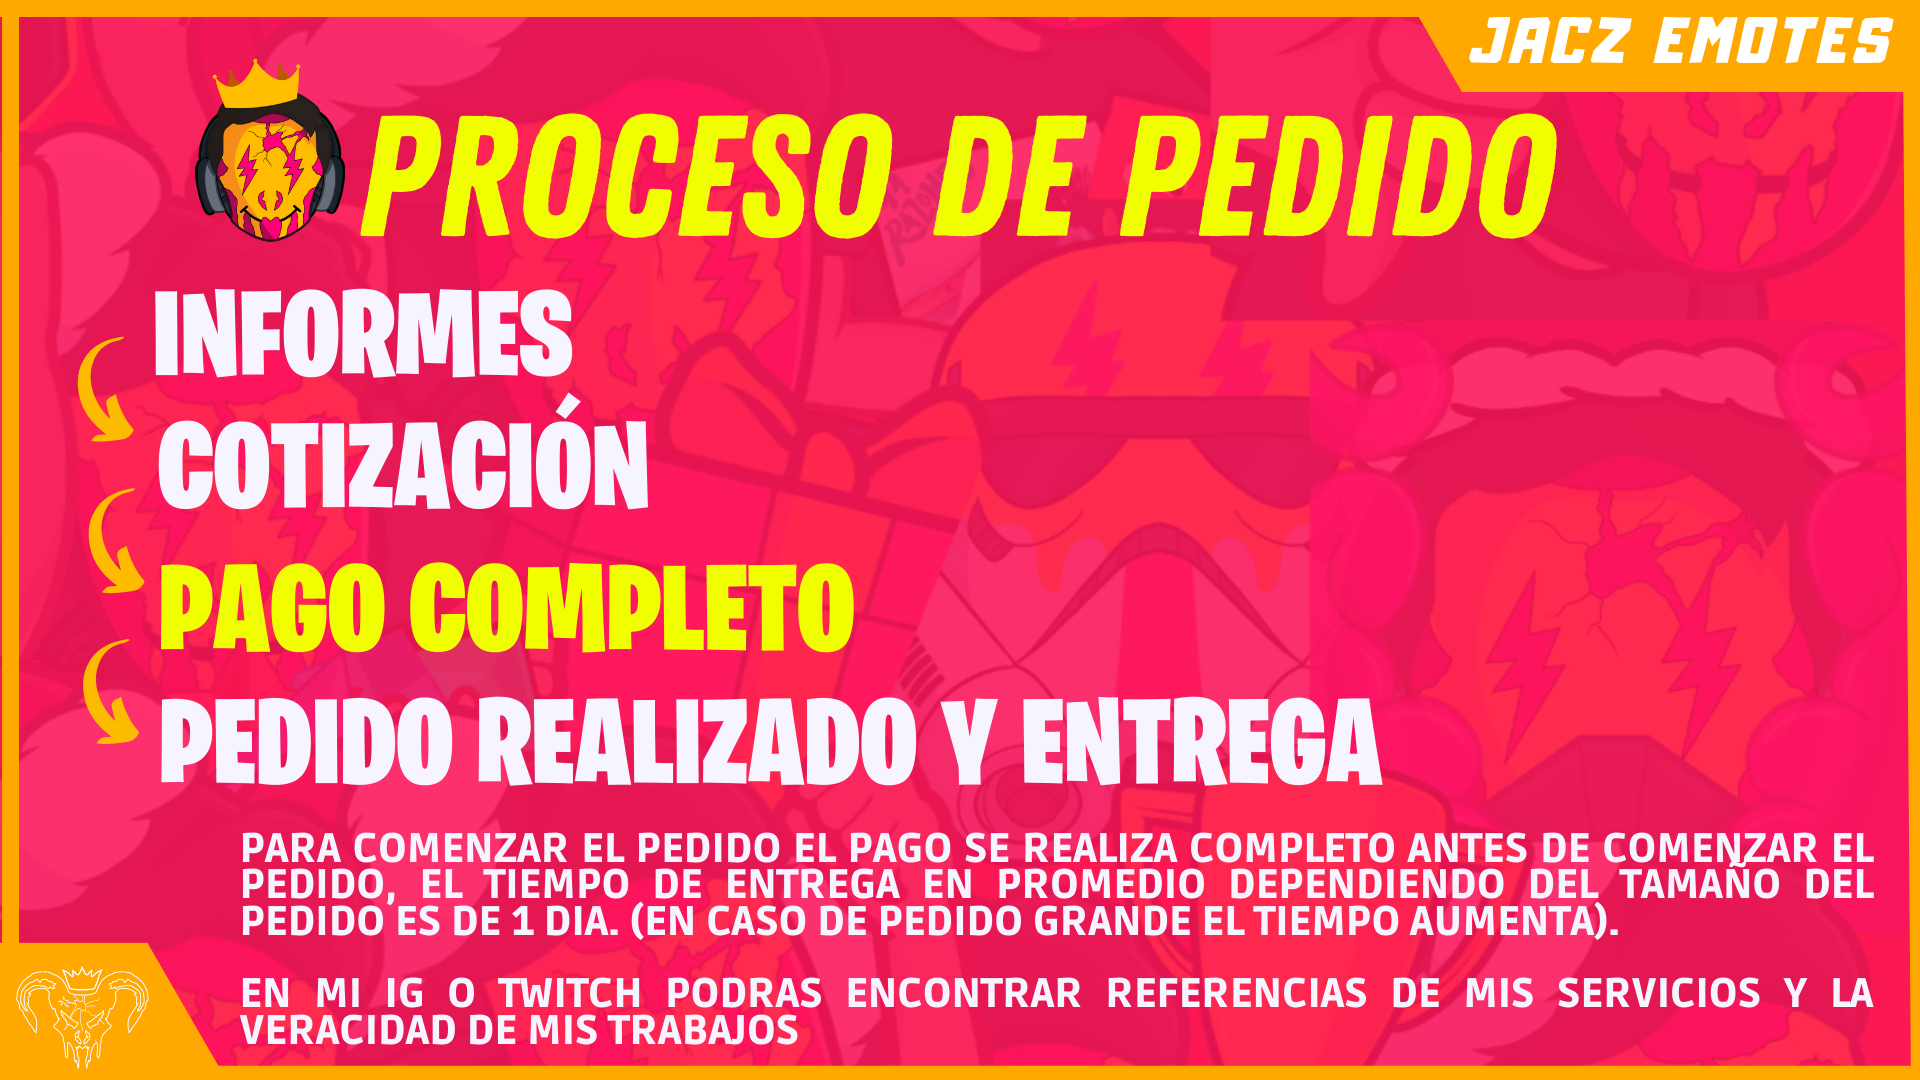 JACZ EMOTES
PROCESO DE PEDIDO
INFORMES
COTIZACIÓN
PAGO COMPLETO
PEDIDO REALIZADO Y ENTREGA
PARA COMENZAR EL PEDIDO EL PAGO SE REALIZA COMPLETO ANTES DE COMENZAR EL
PEDIDO, EL TIEMPO DE ENTREGA EN PROMEDIO DEPENDIENDO DEL TAMAÑO DEL
PEDIDO ES DE 1 DIA. (EN CASO DE PEDIDO GRANDE EL TIEMPO AUMENTA).
EN MI IG O TWITCH PODRAS ENCONTRAR REFERENCIAS DE MIS SERVICIOS Y LA
VERACIDAD DE MIS TRABAJOS